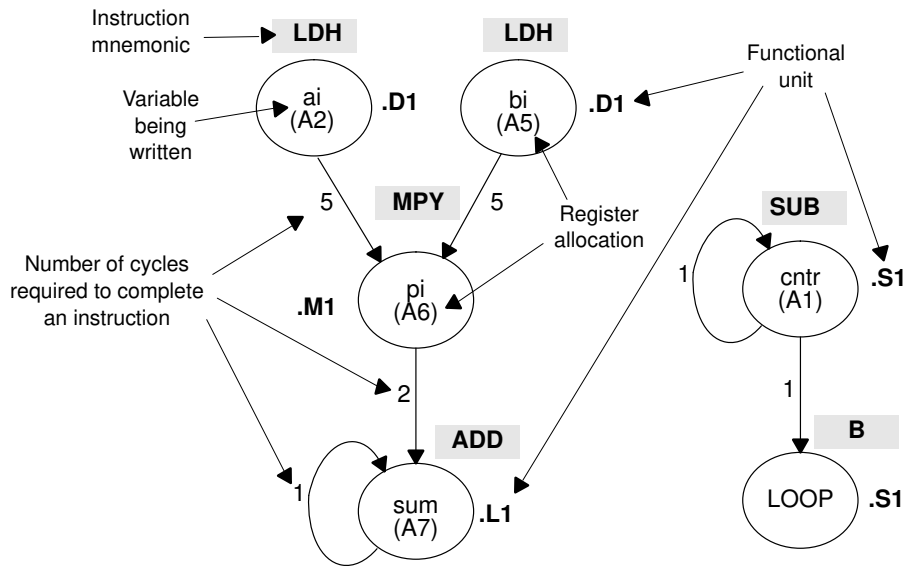 Instruction
mnemonic
LDH
LDH
Functional
unit
Variable
being
written
ai
(A2)
.D1
bi
(A5)
.D1
5
MPY
5
Register
allocation
SUB
Number of cycles
required to complete
an instruction
.M1
pi
(A6)
1
cntr
(A1)
.S1
2
1
ADD
B
1
sum
(A7)
.L1
LOOP
.S1